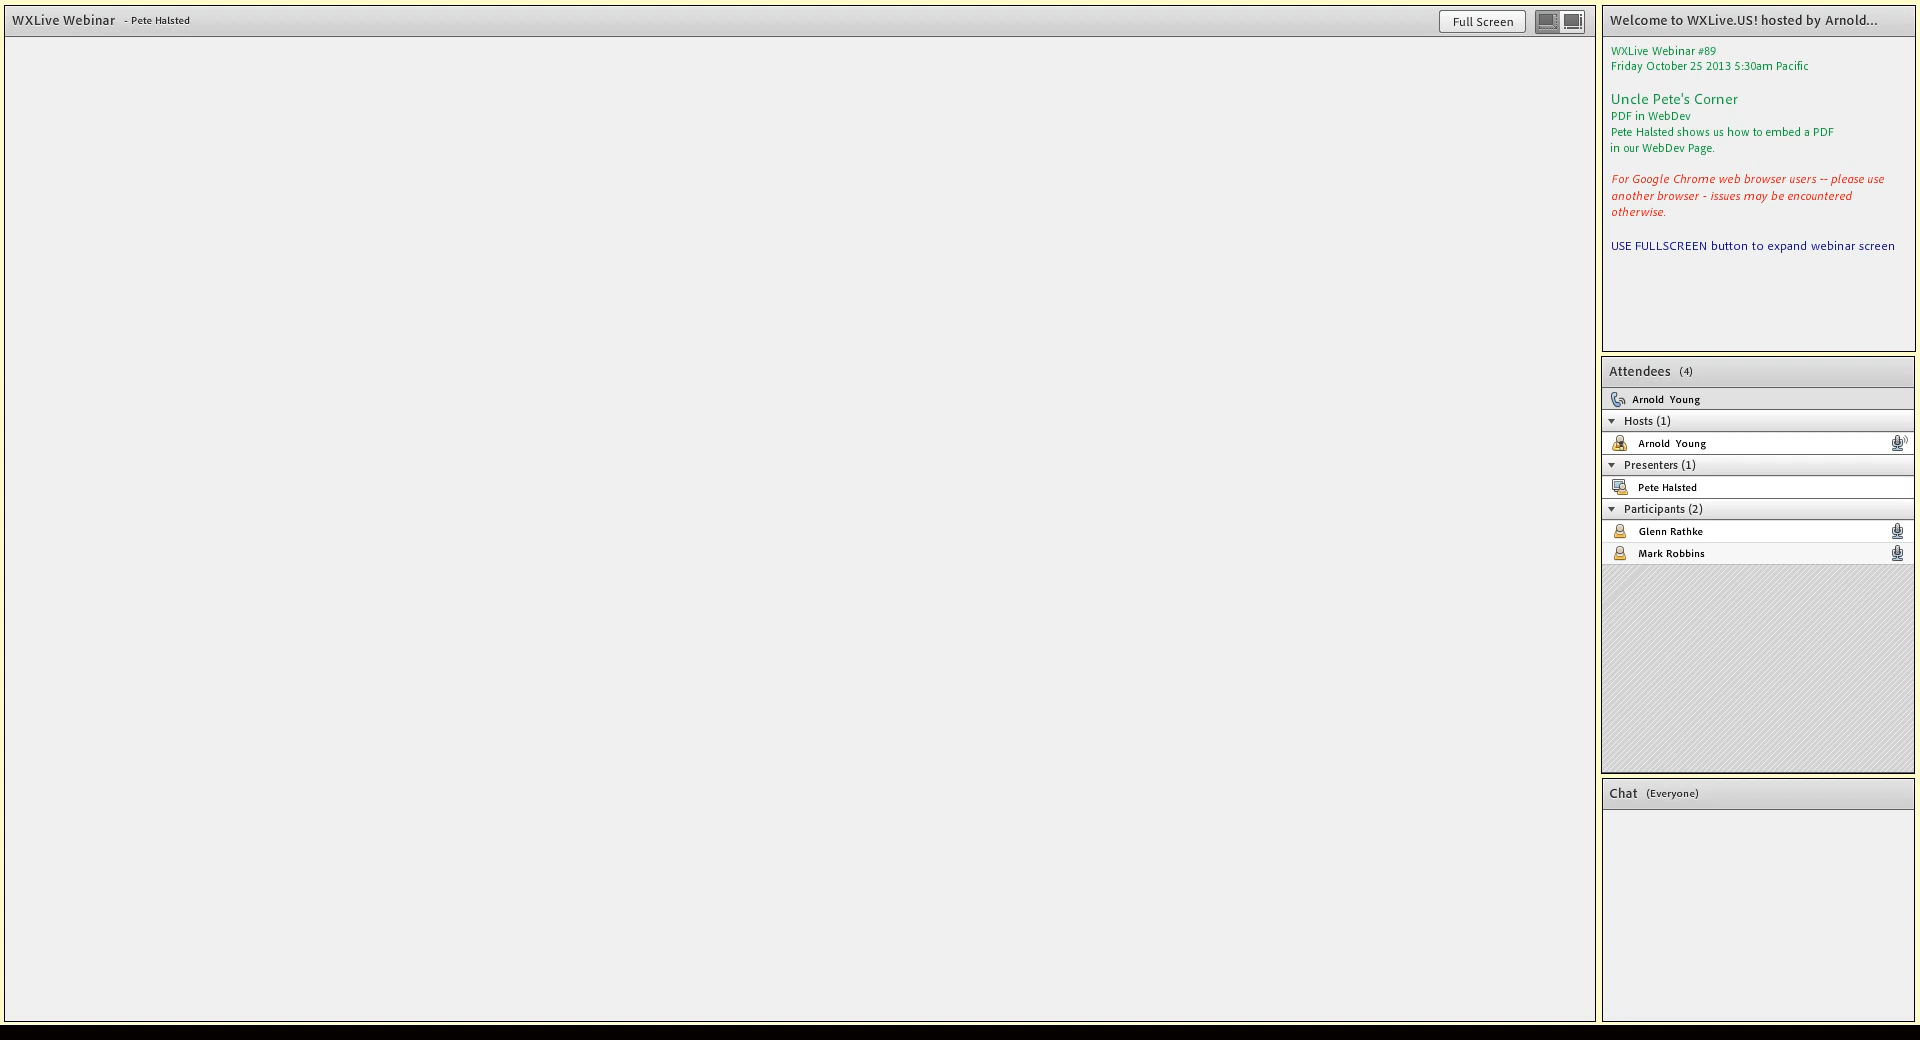 WXLive Webinar - Pete Halsted
Full Screen
Welcome to WXLive.US! hosted by Arnold...
WXLive Webinar #89
Friday October 25 2013 5:30am Pacific
Uncle Pete's Corner
PDF in WebDev
Pete Halsted shows us how to embed a PDF
in our WebDev Page.
For Google Chrome web browser users -- please use
another browser - issues may be encountered
otherwise.
USE FULLSCREEN button to expand webinar screen
Attendees (4)
Arnold Young
Hosts (1)
Arnold Young
Presenters (1)
Pete Halsted
Participants (2)
Glenn Rathke
Mark Robbins
Chat (Everyone)